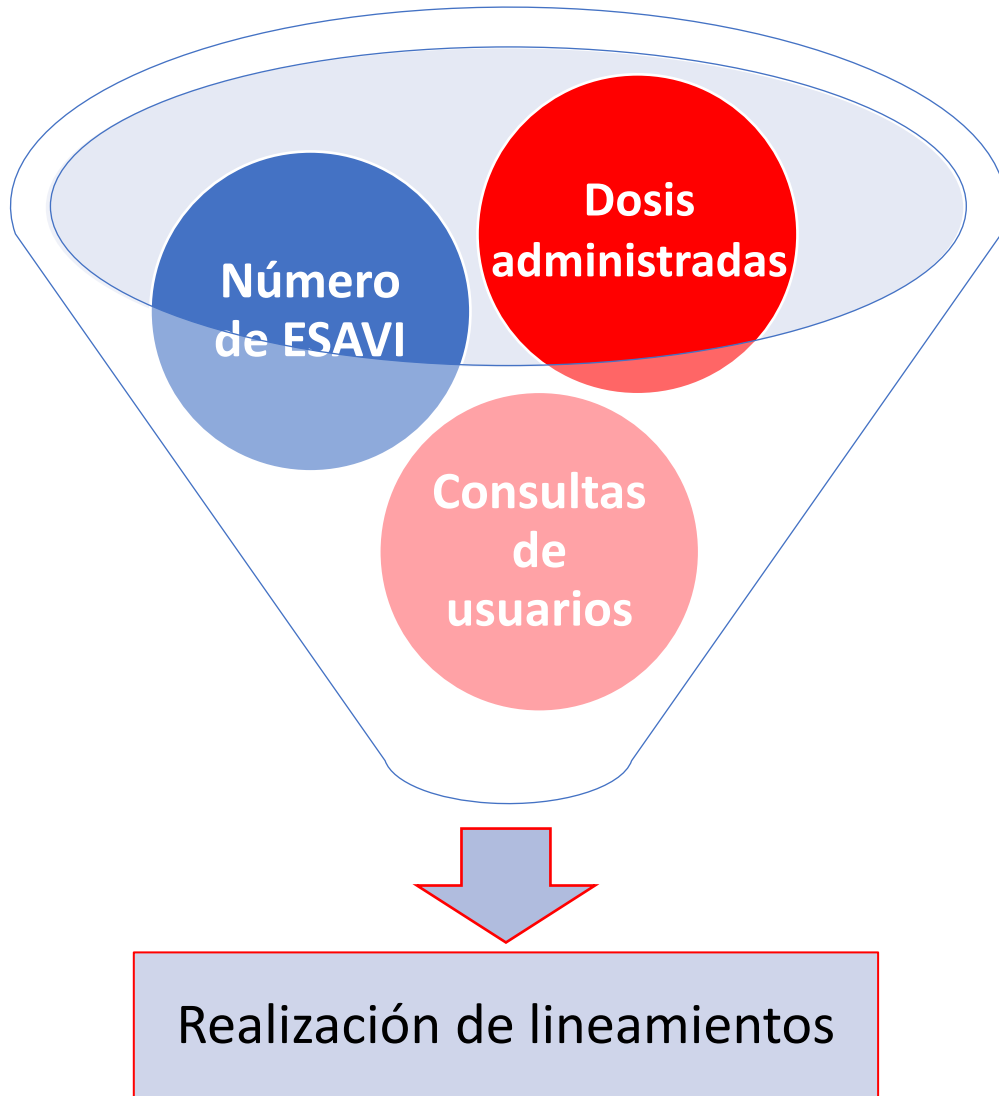 Dosis
administradas
Número
de ESAVI
Consultas
de
usuarios
Realización de lineamientos